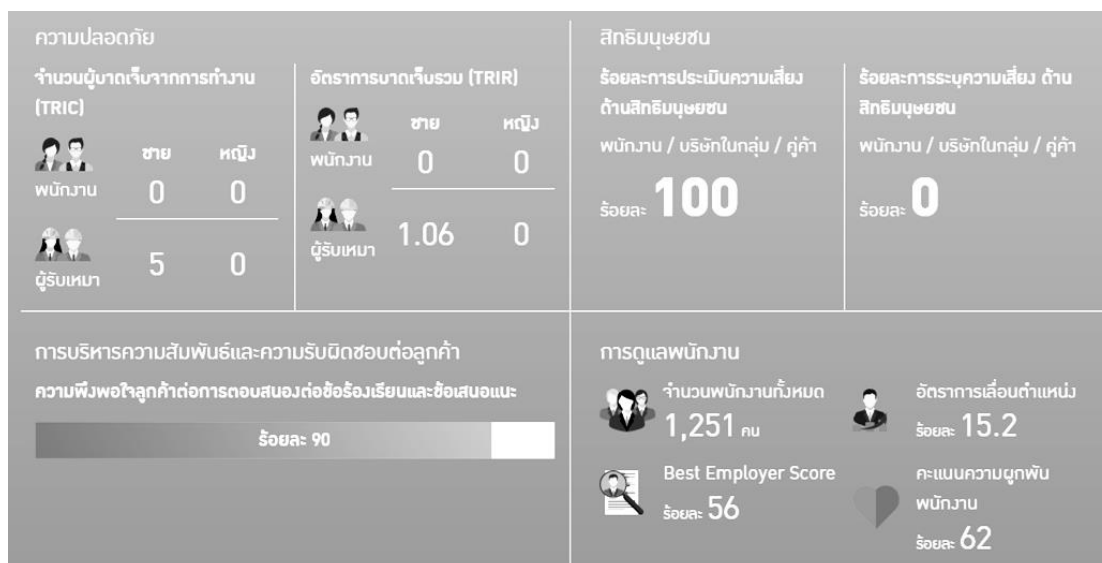 ความปลอดภัย
จำนวนผู้บาดเจ็บจากการทำงาน
(TRIC)
ชาย หญิง
พนักงาน 0 0
ผู้รับเหมา 5 0
อัตราการบาดเจ็บรวม (TRIR)
ชาย หญิง
พนักงาน 0 0
ผู้รับเหมา 1.06 0
สิทธิมนุษยชน
ร้อยละการประเมินความเสี่ยง
ด้านสิทธิมนุษยชน
พนักงาน / บริษัทในกลุ่ม / คู่ค้า
ร้อยละ 100
ร้อยละการระบุความเสี่ยง ด้าน
สิทธิมนุษยชน
พนักงาน / บริษัทในกลุ่ม / คู่ค้า
ร้อยละ 0
การบริหารความสัมพันธ์และความรับผิดชอบต่อลูกค้า
ความพึงพอใจลูกค้าต่อการตอบสนองต่อข้อร้องเรียนและข้อเสนอแนะ
ร้อยละ 90
การดูแลพนักงาน
จำนวนพนักงานทั้งหมด
1,251 คน
อัตราการเลื่อนตำแหน่ง
ร้อยละ 15.2
Best Employer Score
ร้อยละ 56
คะแนนความผูกพัน
พนักงาน
ร้อยละ 62